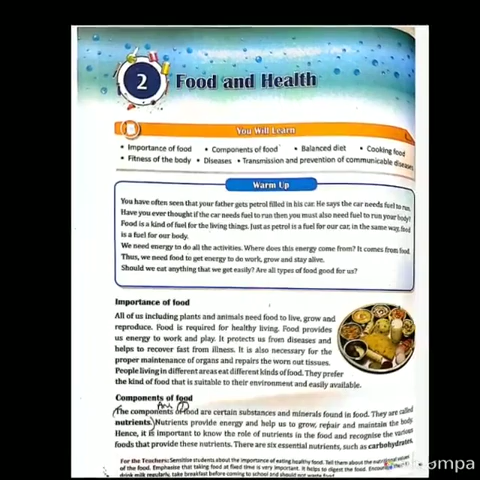 2
Food and Health
You Will Learn
• Importance of food • Components of food • Balanced diet • Cooking food
• Fitness of the body • Diseases • Transmission and prevention of communicable diseases
Warm Up
You have often seen that your father gets petrol filled in his car. He says the car needs fuel to run.
Have you ever thought if the car needs fuel to run then you must also need fuel to run your body?
Food is a kind of fuel for the living things. Just as petrol is a fuel for our car, in the same way, food
is a fuel for our body.
We need energy to do all the activities. Where does this energy come from? It comes from food.
Thus, we need food to get energy to do work, grow and stay alive.
Should we eat anything that we get easily? Are all types of food good for us?
Importance of food
All of us including plants and animals need food to live, grow and
reproduce. Food is required for healthy living. Food provides
us energy to work and play. It protects us from diseases and
helps to recover fast from illness. It is also necessary for the
proper maintenance of organs and repairs the worn out tissues.
People living in different areas eat different kinds of food. They prefer
the kind of food that is suitable to their environment and easily available.
Components of food
The components of food are certain substances and minerals found in food. They are called
nutrients. Nutrients provide energy and help us to grow, repair and maintain the body.
Hence, it is important to know the role of nutrients in the food and recognise the various
foods that provide these nutrients. There are six essential nutrients, such as carbohydrates,
For the Teachers: Sensitive students about the importance of eating healthy food. Tell them about the nutritional values
of the food. Emphasise that taking food at fixed time is very important. It helps to digest the food. Encourage
drink milk regularly, take breakfast before coming to school and should not waste food.